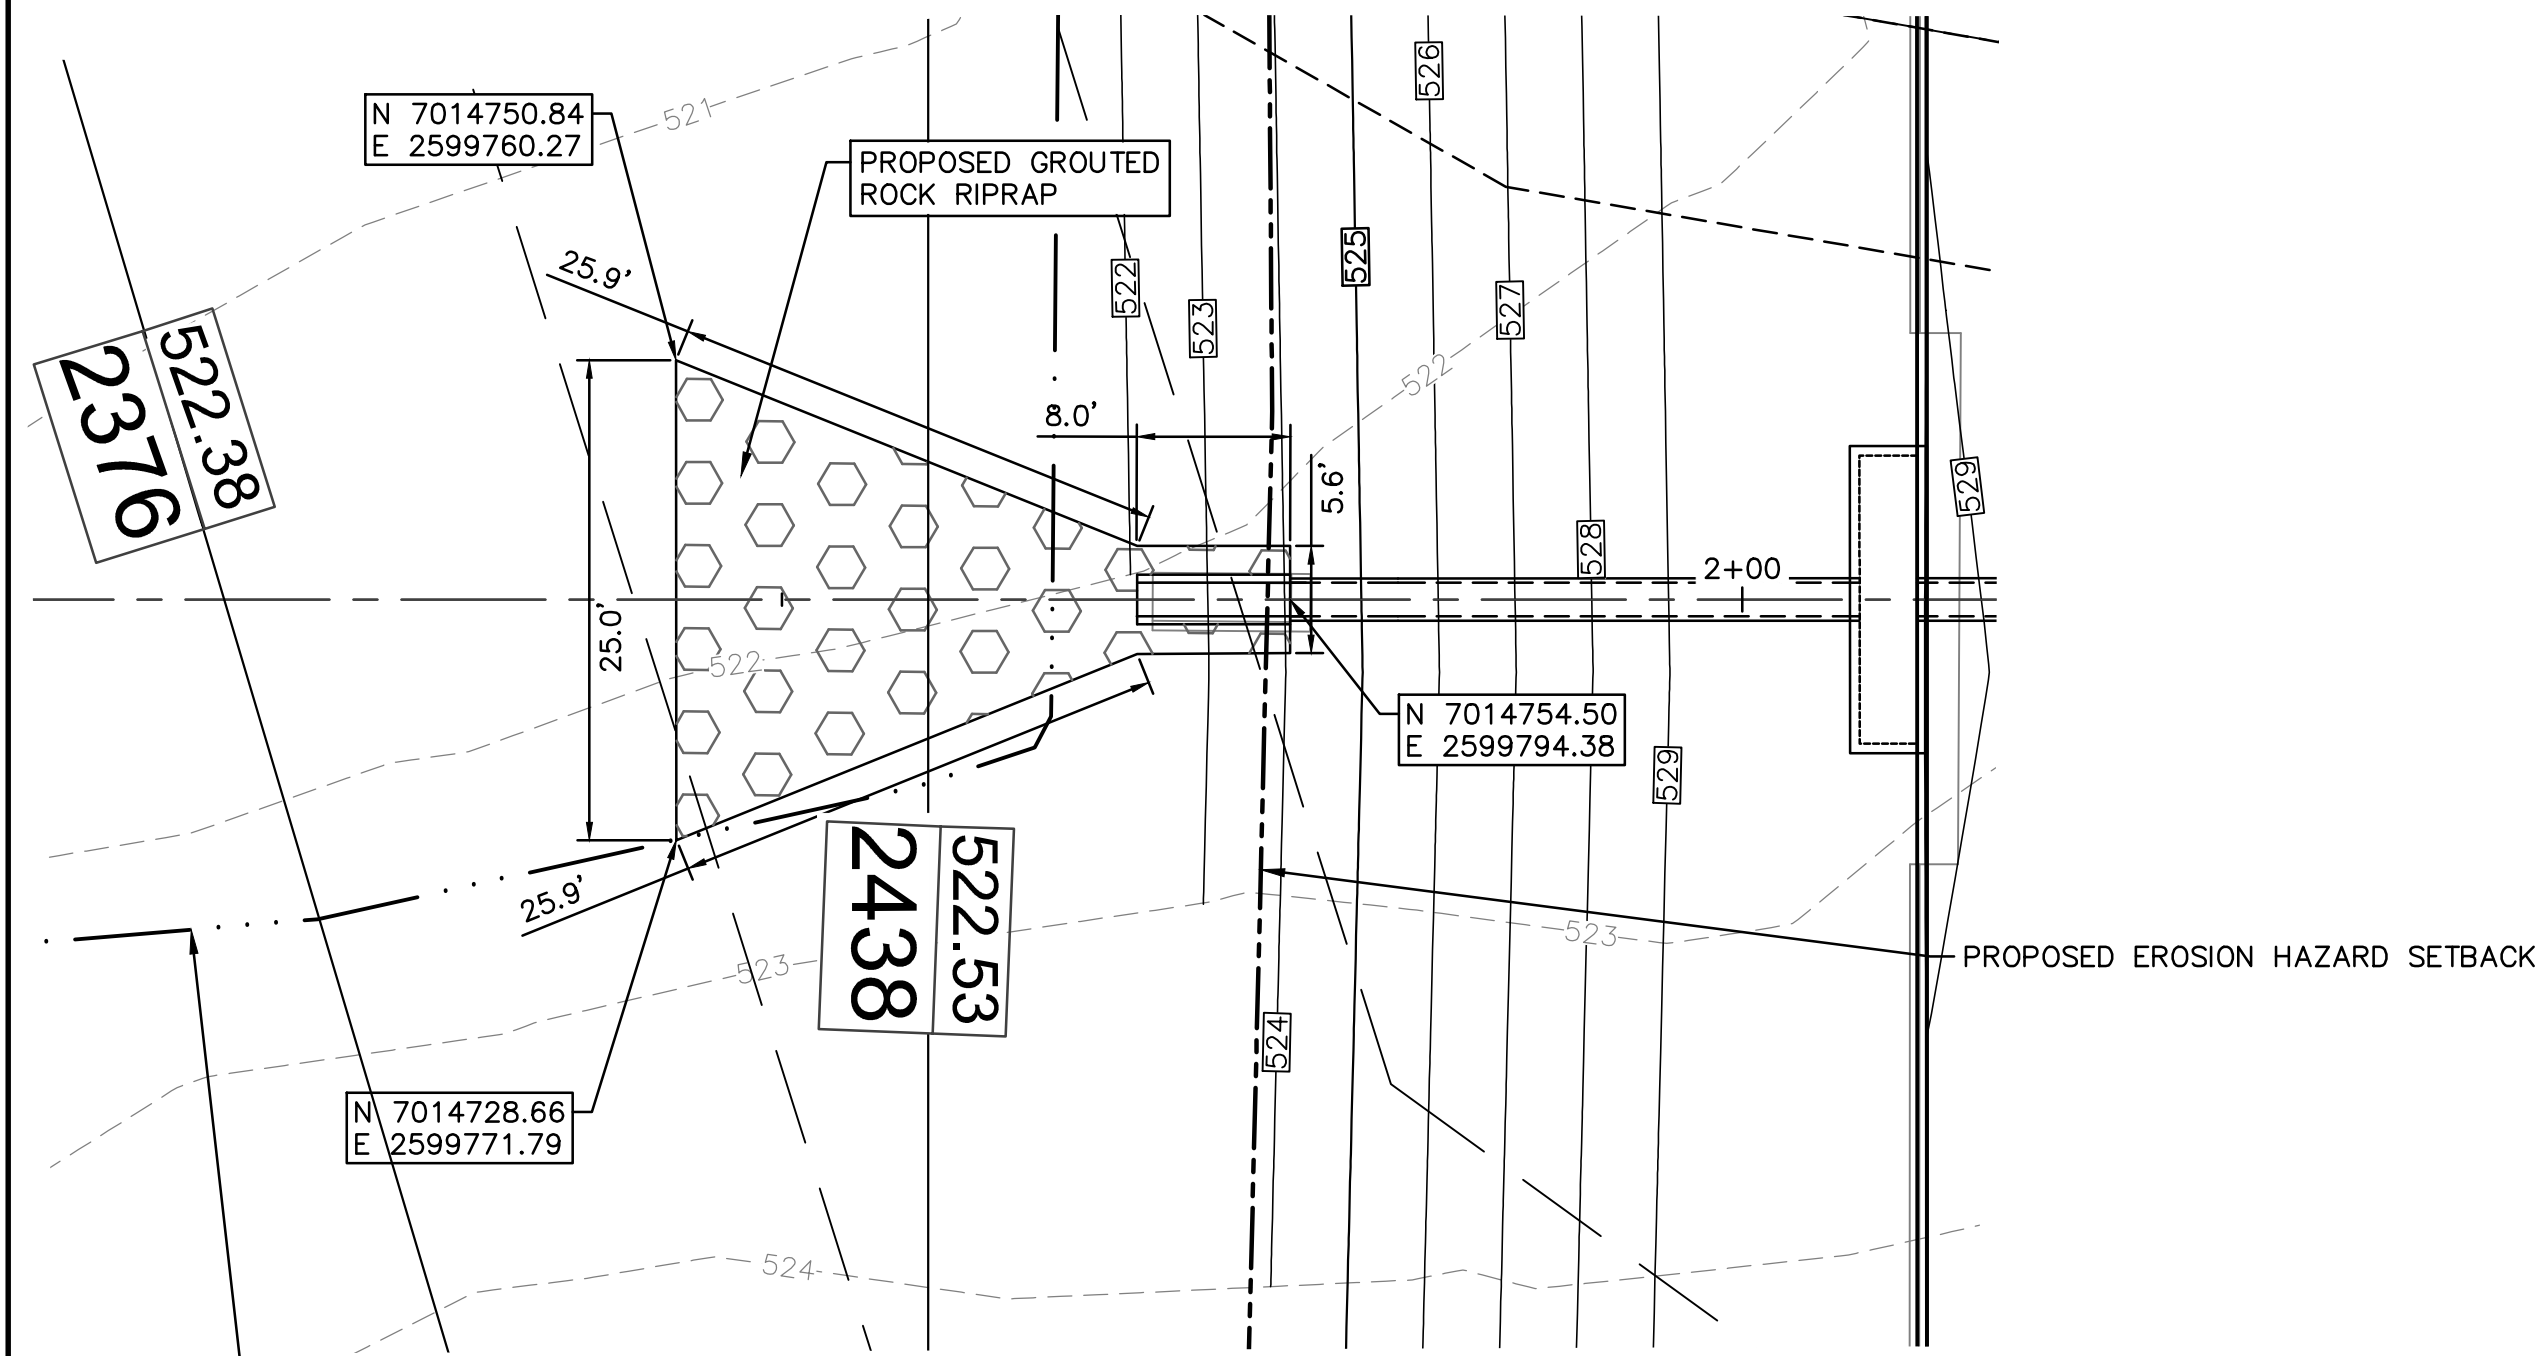 521
526
N 7014750.84
E 2599760.27
PROPOSED GROUTED
ROCK RIPRAP
525
25.9'
522
527
523
522.38
2376
522
8.0'
5.6'
529
528
2+00
25.0'
522
N 7014754.50
E 2599794.38
529
522.53
2438
25.9'
523
PROPOSED EROSION HAZARD SETBACK
523
524
N 7014728.66
E 2599771.79
524